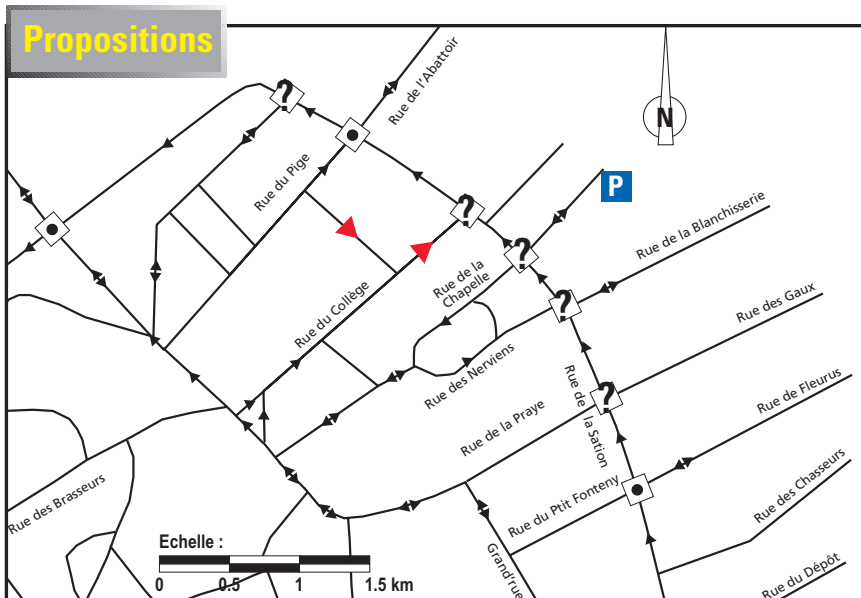 Propositions
Rue de l'Abattoir
?
N
Rue du Pige
P
?
Rue de la Blanchisserie
?
Rue de la
Chapelle
Rue du Collège
?
Rue des Gaux
Rue des Nerviens
Rue de la Sation
?
Rue de Fleurus
Rue de la Praye
Rue des Chasseurs
Rue des Brasseurs
Rue du Ptit Fonteny
Grand'rue
Rue du Dépôt
Echelle :
0 0.5 1 1.5 km